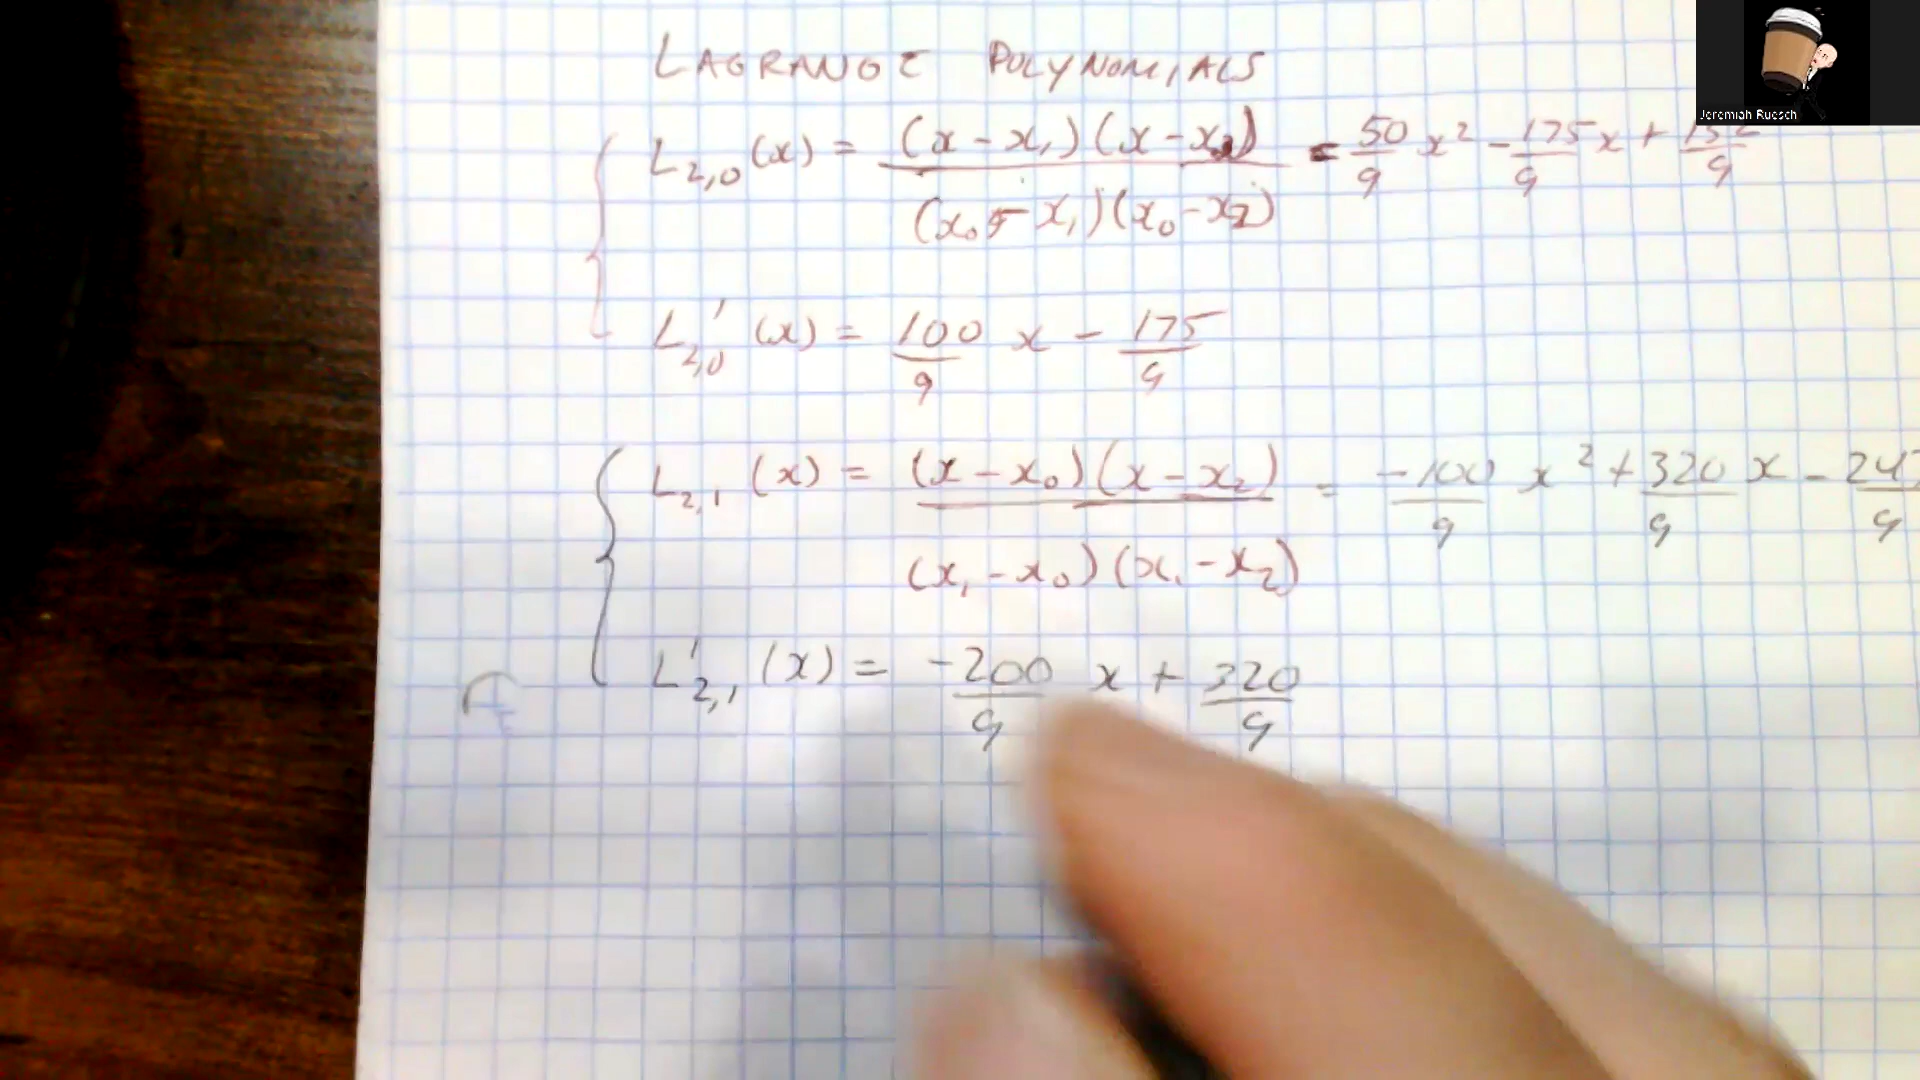 Jeremiah Ruesch
LAGRANGE POLYNOMIALS
L₂,₀(x) = (x - x₁)(x - x₂) / (x₀ - x₁)(x₀ - x₂) = 50/9 x² - 175/9 x + 152/9
L'₂,₀(x) = 100/9 x - 175/9
L₂,₁(x) = (x - x₀)(x - x₂) / (x₁ - x₀)(x₁ - x₂) = -100/9 x² + 320/9 x - 247/9
L'₂,₁(x) = -200/9 x + 320/9